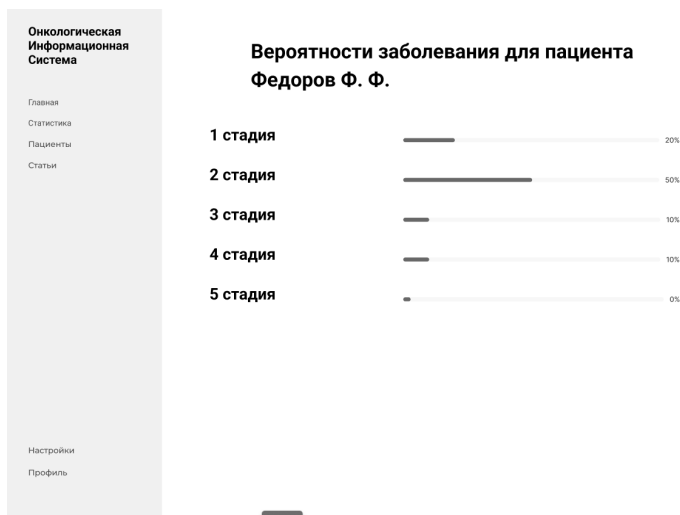 Онкологическая
Информационная
Система
Главная
Статистика
Пациенты
Статьи
Настройки
Профиль
Вероятности заболевания для пациента
Федоров Ф. Ф.
1 стадия 20%
2 стадия 50%
3 стадия 10%
4 стадия 10%
5 стадия 0%